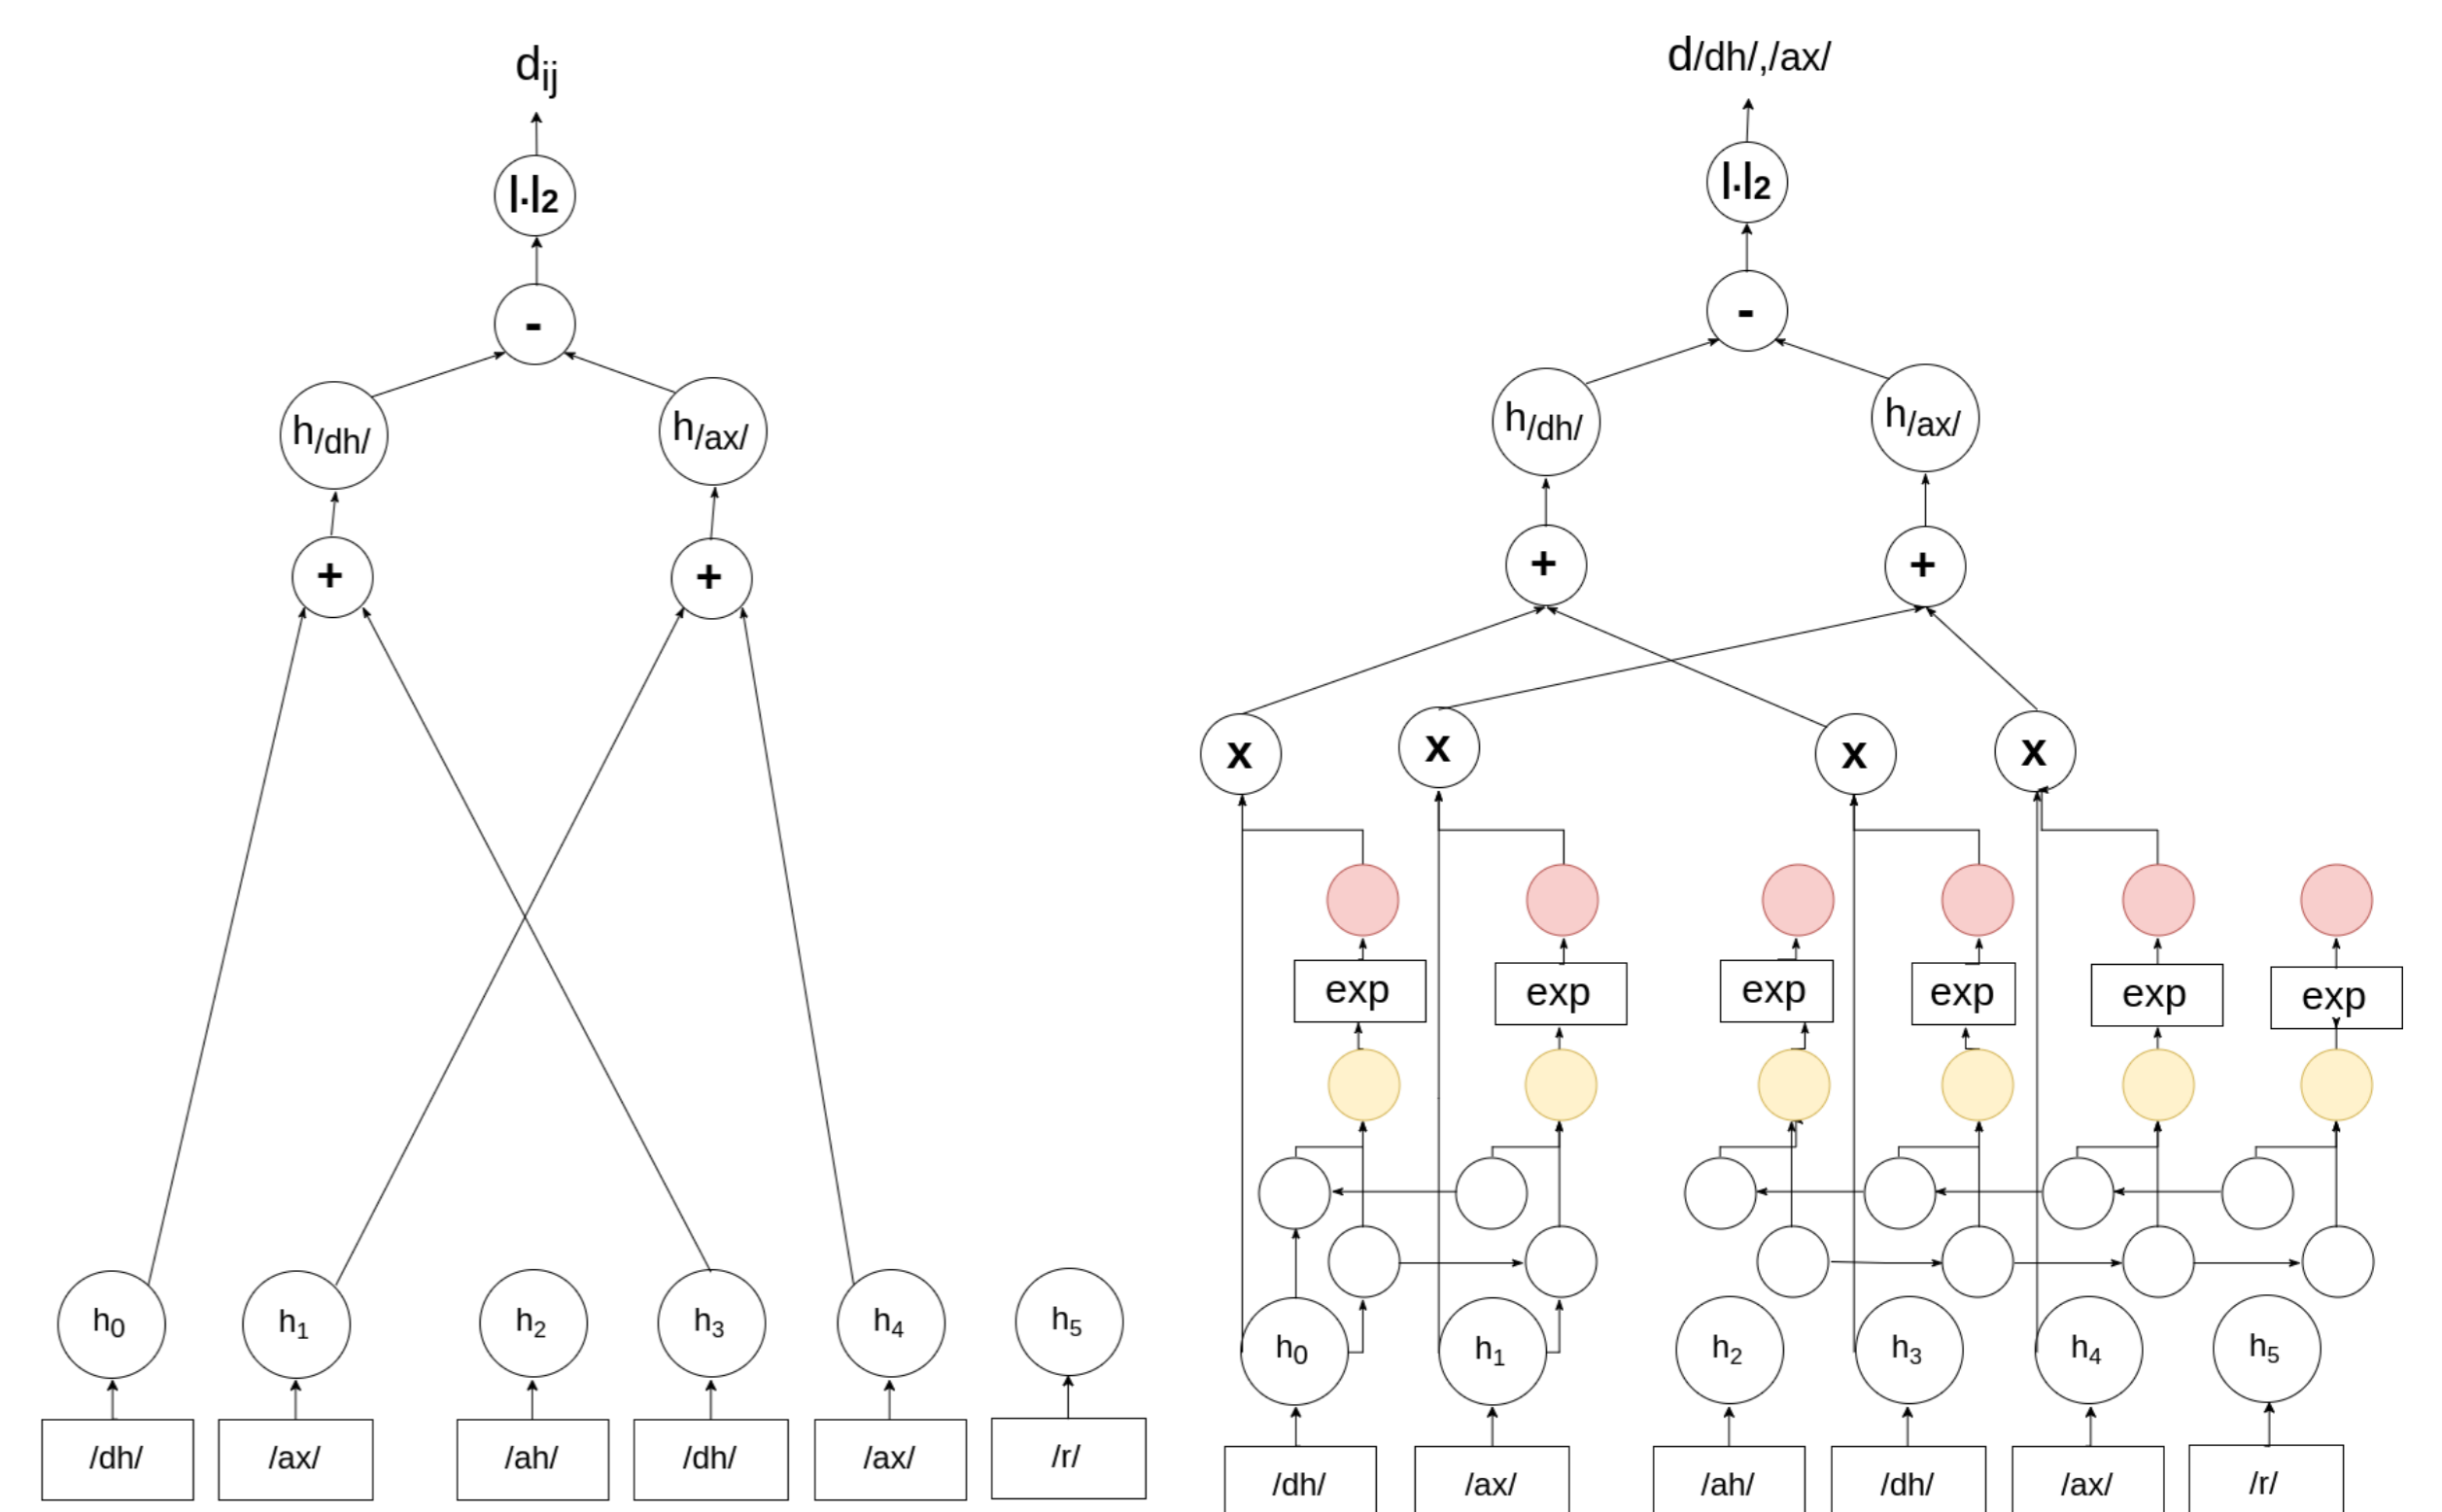 d_ij
|.|₂
-
h/dh/
h/ax/
+
+
h₀
h₁
h₂
h₃
h₄
h₅
/dh/
/ax/
/ah/
/dh/
/ax/
/r/
d/dh/,/ax/
|.|₂
-
h/dh/
h/ax/
+
+
x
x
x
x
exp
exp
exp
exp
exp
exp
h₀
h₁
h₂
h₃
h₄
h₅
/dh/
/ax/
/ah/
/dh/
/ax/
/r/